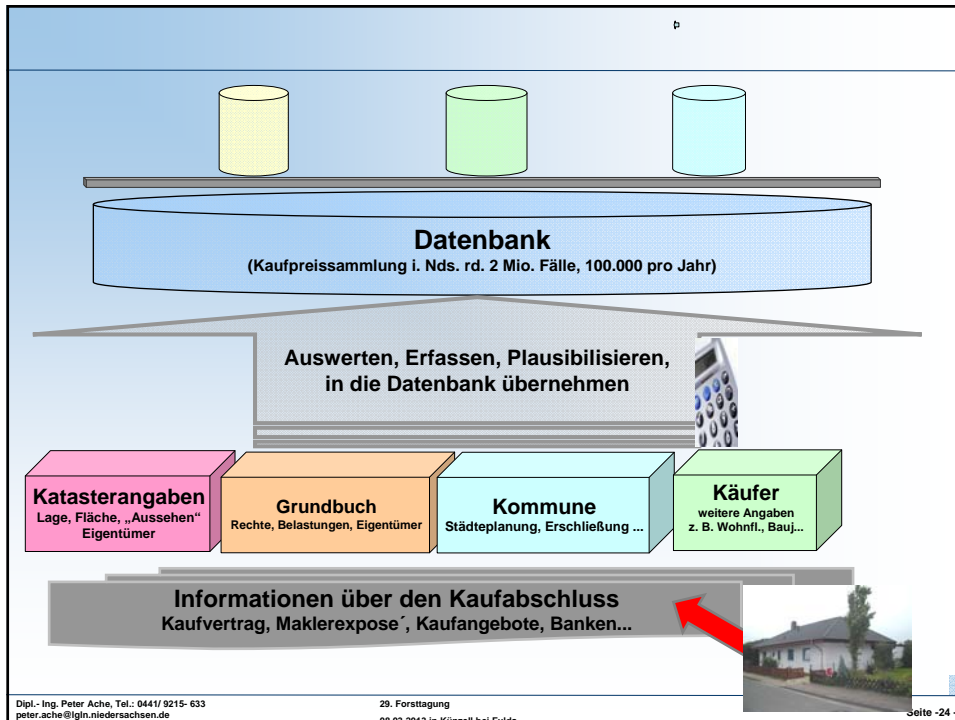 Datenbank
(Kaufpreissammlung i. Nds. rd. 2 Mio. Fälle, 100.000 pro Jahr)
Auswerten, Erfassen, Plausibilisieren,
in die Datenbank übernehmen
Katasterangaben
Lage, Fläche, „Aussehen“
Eigentümer
Grundbuch
Rechte, Belastungen, Eigentümer
Kommune
Städteplanung, Erschließung ...
Käufer
weitere Angaben
z. B. Wohnfl., Bauj...
Informationen über den Kaufabschluss
Kaufvertrag, Maklerexpose´, Kaufangebote, Banken...
Dipl.- Ing. Peter Ache, Tel.: 0441/ 9215- 633
peter.ache@lgln.niedersachsen.de
29. Forsttagung
Seite -24 -